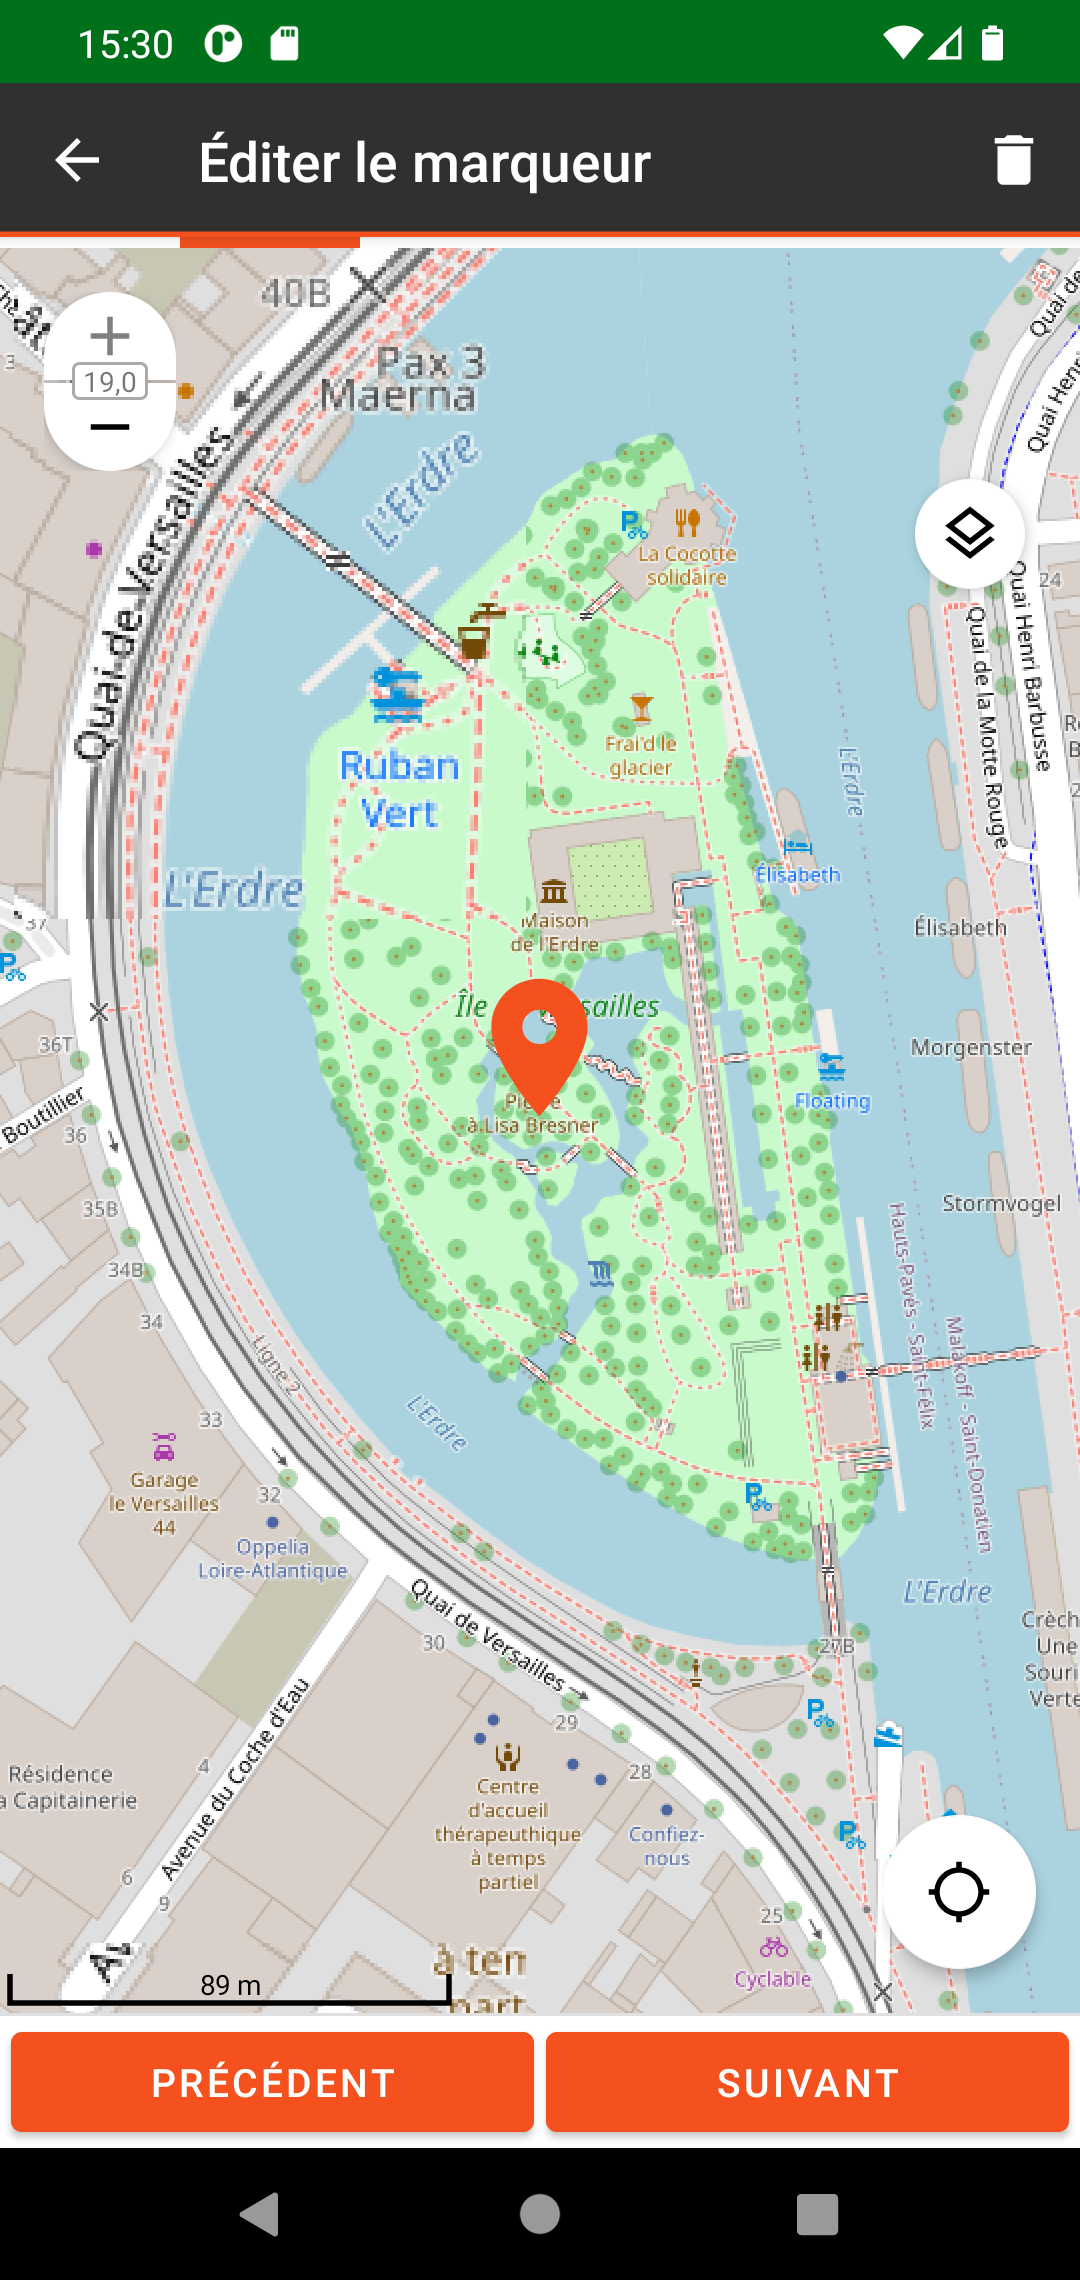 15:30
Éditer le marqueur
40B
Pax 3
Maerna
3
19,0
L'Erdre
Quai de Versailles
La Cocotte
solidaire
Quai Henri Barbusse
24
Quai de la Motte Rouge
Frai'd le
glacier
Ruban
Vert
L'Erdre
Élisabeth
L'Erdre
37
Maison
de l'Erdre
Élisabeth
Île
sailles
36T
Morgenster
Floating
à Lisa Bresner
Boutillier
36
35B
Stormvogel
34B
34
Hauts-Pavés - Saint-Félix
Malakoff - Saint-Donatien
Ligne 2
L'Erdre
33
Garage
le Versailles
44
32
Oppelia
Loire-Atlantique
L'Erdre
Quai de Versailles
30
27B
Crèch
Une
Souri
Verte
29
28
Résidence
a Capitainerie
4
Avenue du Coche d'Eau
Centre
d'accueil
thérapeuthique
à temps
partiel
Confiez-
nous
6
9
25
Cyclable
à tem
part
89 m
PRÉCÉDENT
SUIVANT